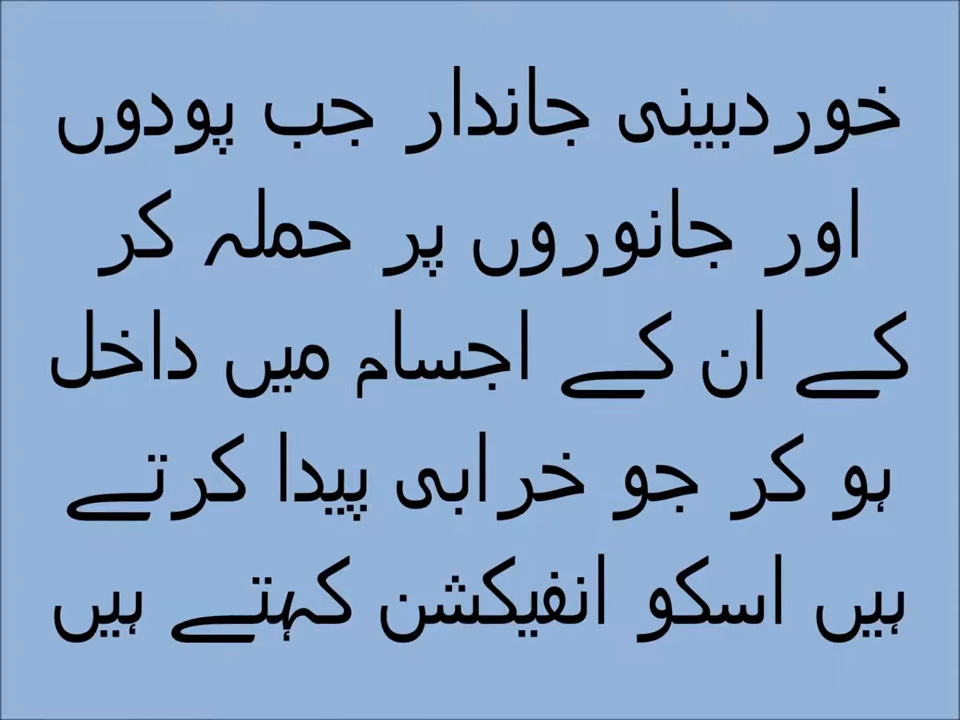 خوردبینی جاندار جب پودوں
اور جانوروں پر حملہ کر
کے ان کے اجسام میں داخل
ہو کر جو خرابی پیدا کرتے
ہیں اسکو انفیکشن کہتے ہیں